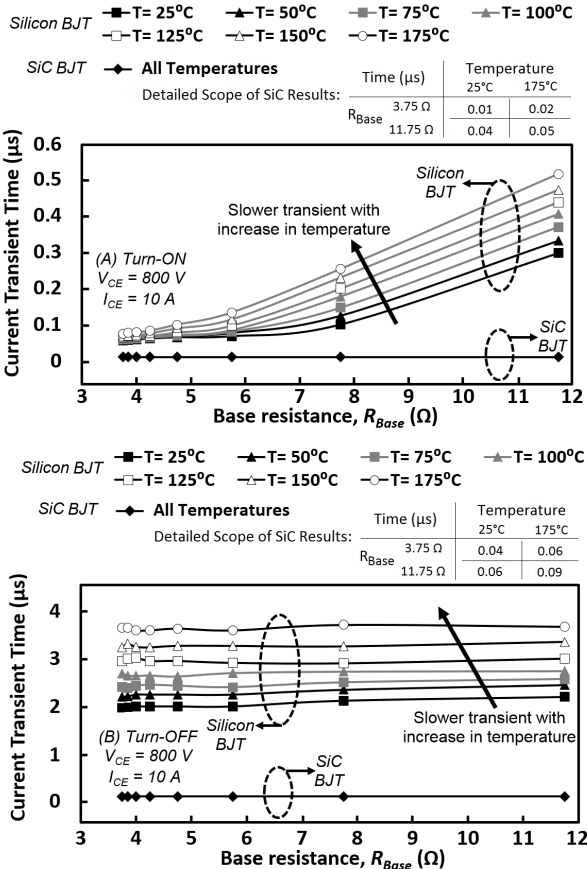 Silicon BJT T= 25°C T= 50°C T= 75°C T= 100°C
T= 125°C T= 150°C T= 175°C
SiC BJT All Temperatures
Detailed Scope of SiC Results:
Time (µs) Temperature
25°C 175°C
RBase 3.75 Ω 0.01 0.02
11.75 Ω 0.04 0.05
Current Transient Time (µs)
0.6
0.5
0.4
0.3
0.2
0.1
0
Silicon
BJT
Slower transient with
increase in temperature
(A) Turn-ON
VCE = 800 V
ICE = 10 A
SiC
BJT
3 4 5 6 7 8 9 10 11 12
Base resistance, RBase (Ω)
Silicon BJT T= 25°C T= 50°C T= 75°C T= 100°C
T= 125°C T= 150°C T= 175°C
SiC BJT All Temperatures
Detailed Scope of SiC Results:
Time (µs) Temperature
25°C 175°C
RBase 3.75 Ω 0.04 0.06
11.75 Ω 0.06 0.09
Current Transient Time (µs)
4
3
2
1
0
Silicon
BJT
Slower transient with
increase in temperature
(B) Turn-OFF
VCE = 800 V
ICE = 10 A
SiC
BJT
3 4 5 6 7 8 9 10 11 12
Base resistance, RBase (Ω)